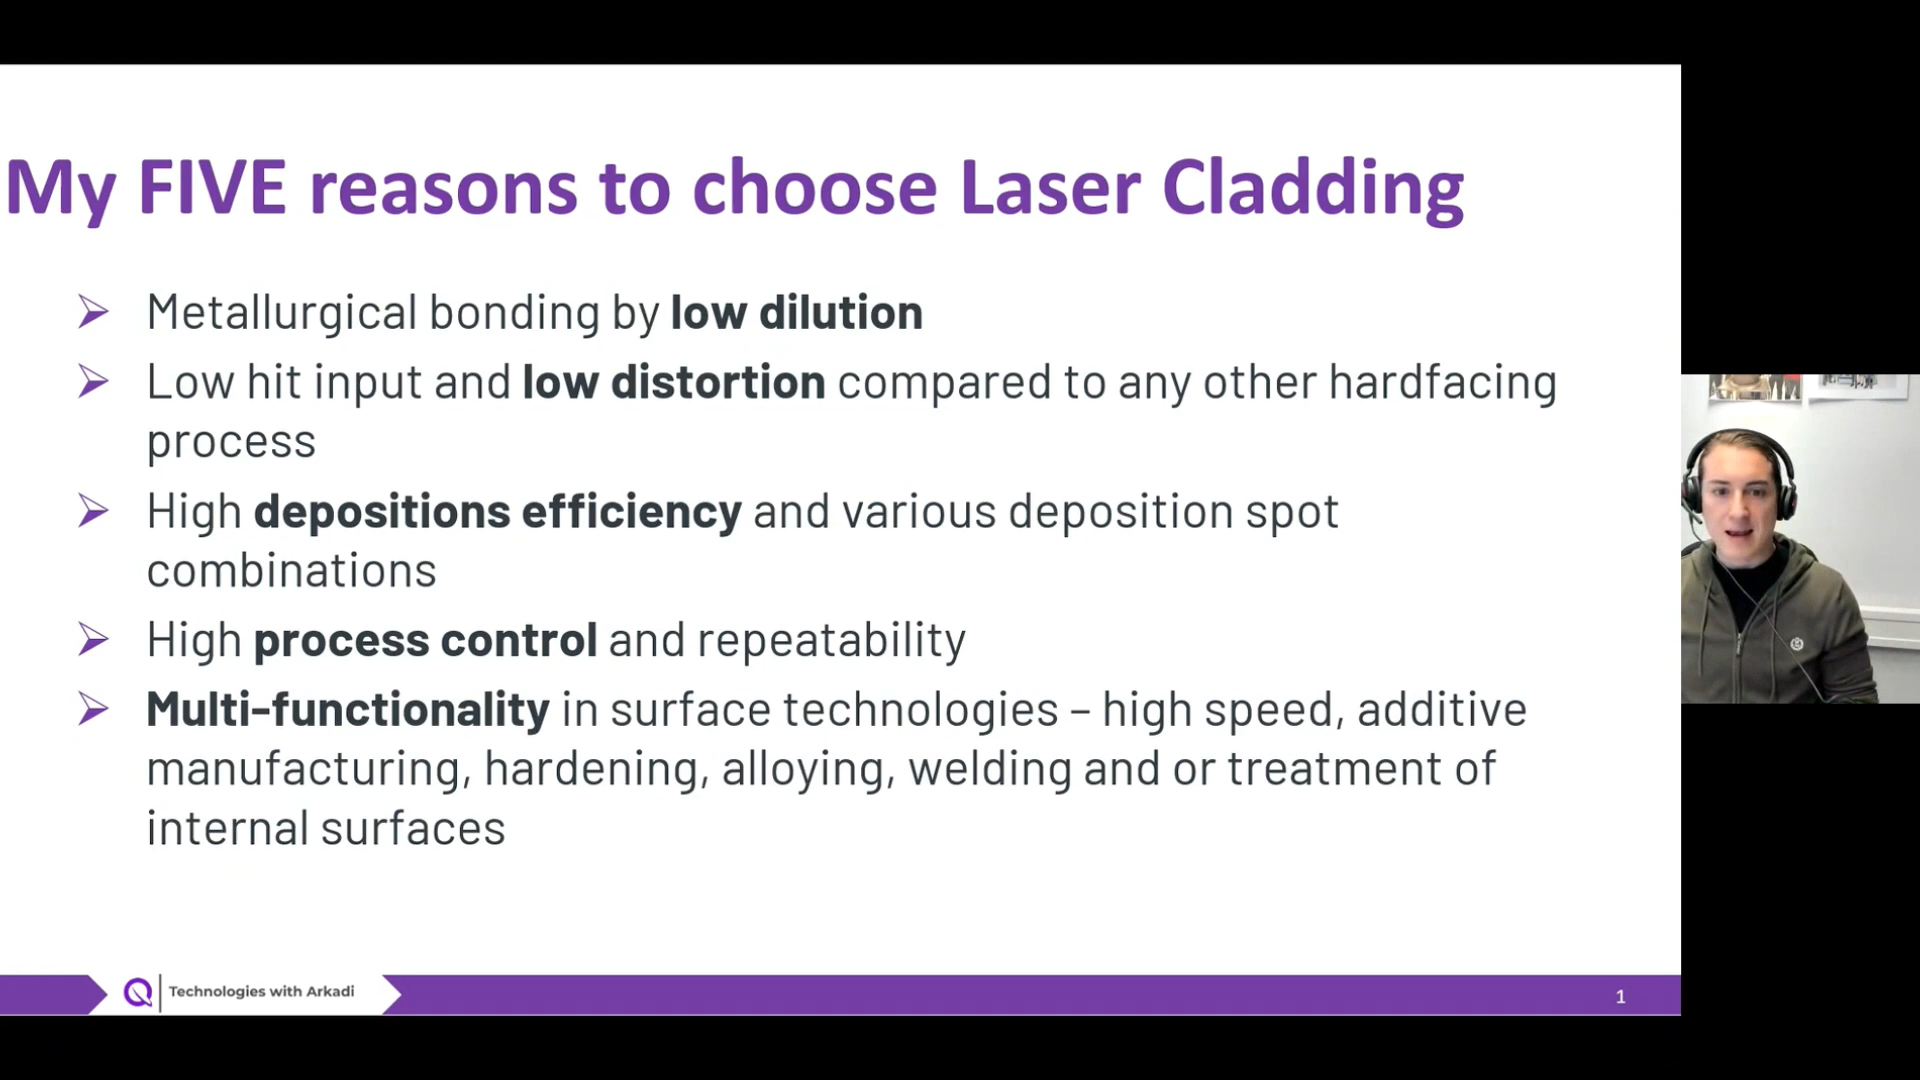 My FIVE reasons to choose Laser Cladding
Metallurgical bonding by low dilution
Low hit input and low distortion compared to any other hardfacing
process
High depositions efficiency and various deposition spot
combinations
High process control and repeatability
Multi-functionality in surface technologies – high speed, additive
manufacturing, hardening, alloying, welding and or treatment of
internal surfaces
Technologies with Arkadi
1